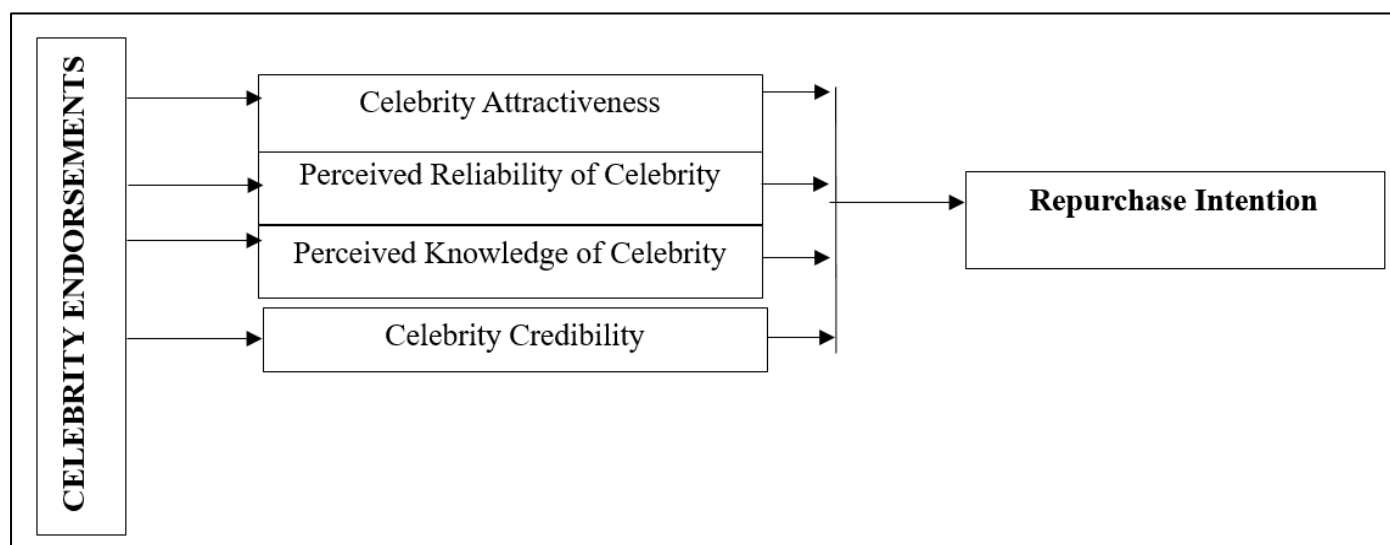 CELEBRITY ENDORSEMENTS
Celebrity Attractiveness
Perceived Reliability of Celebrity
Perceived Knowledge of Celebrity
Celebrity Credibility
Repurchase Intention